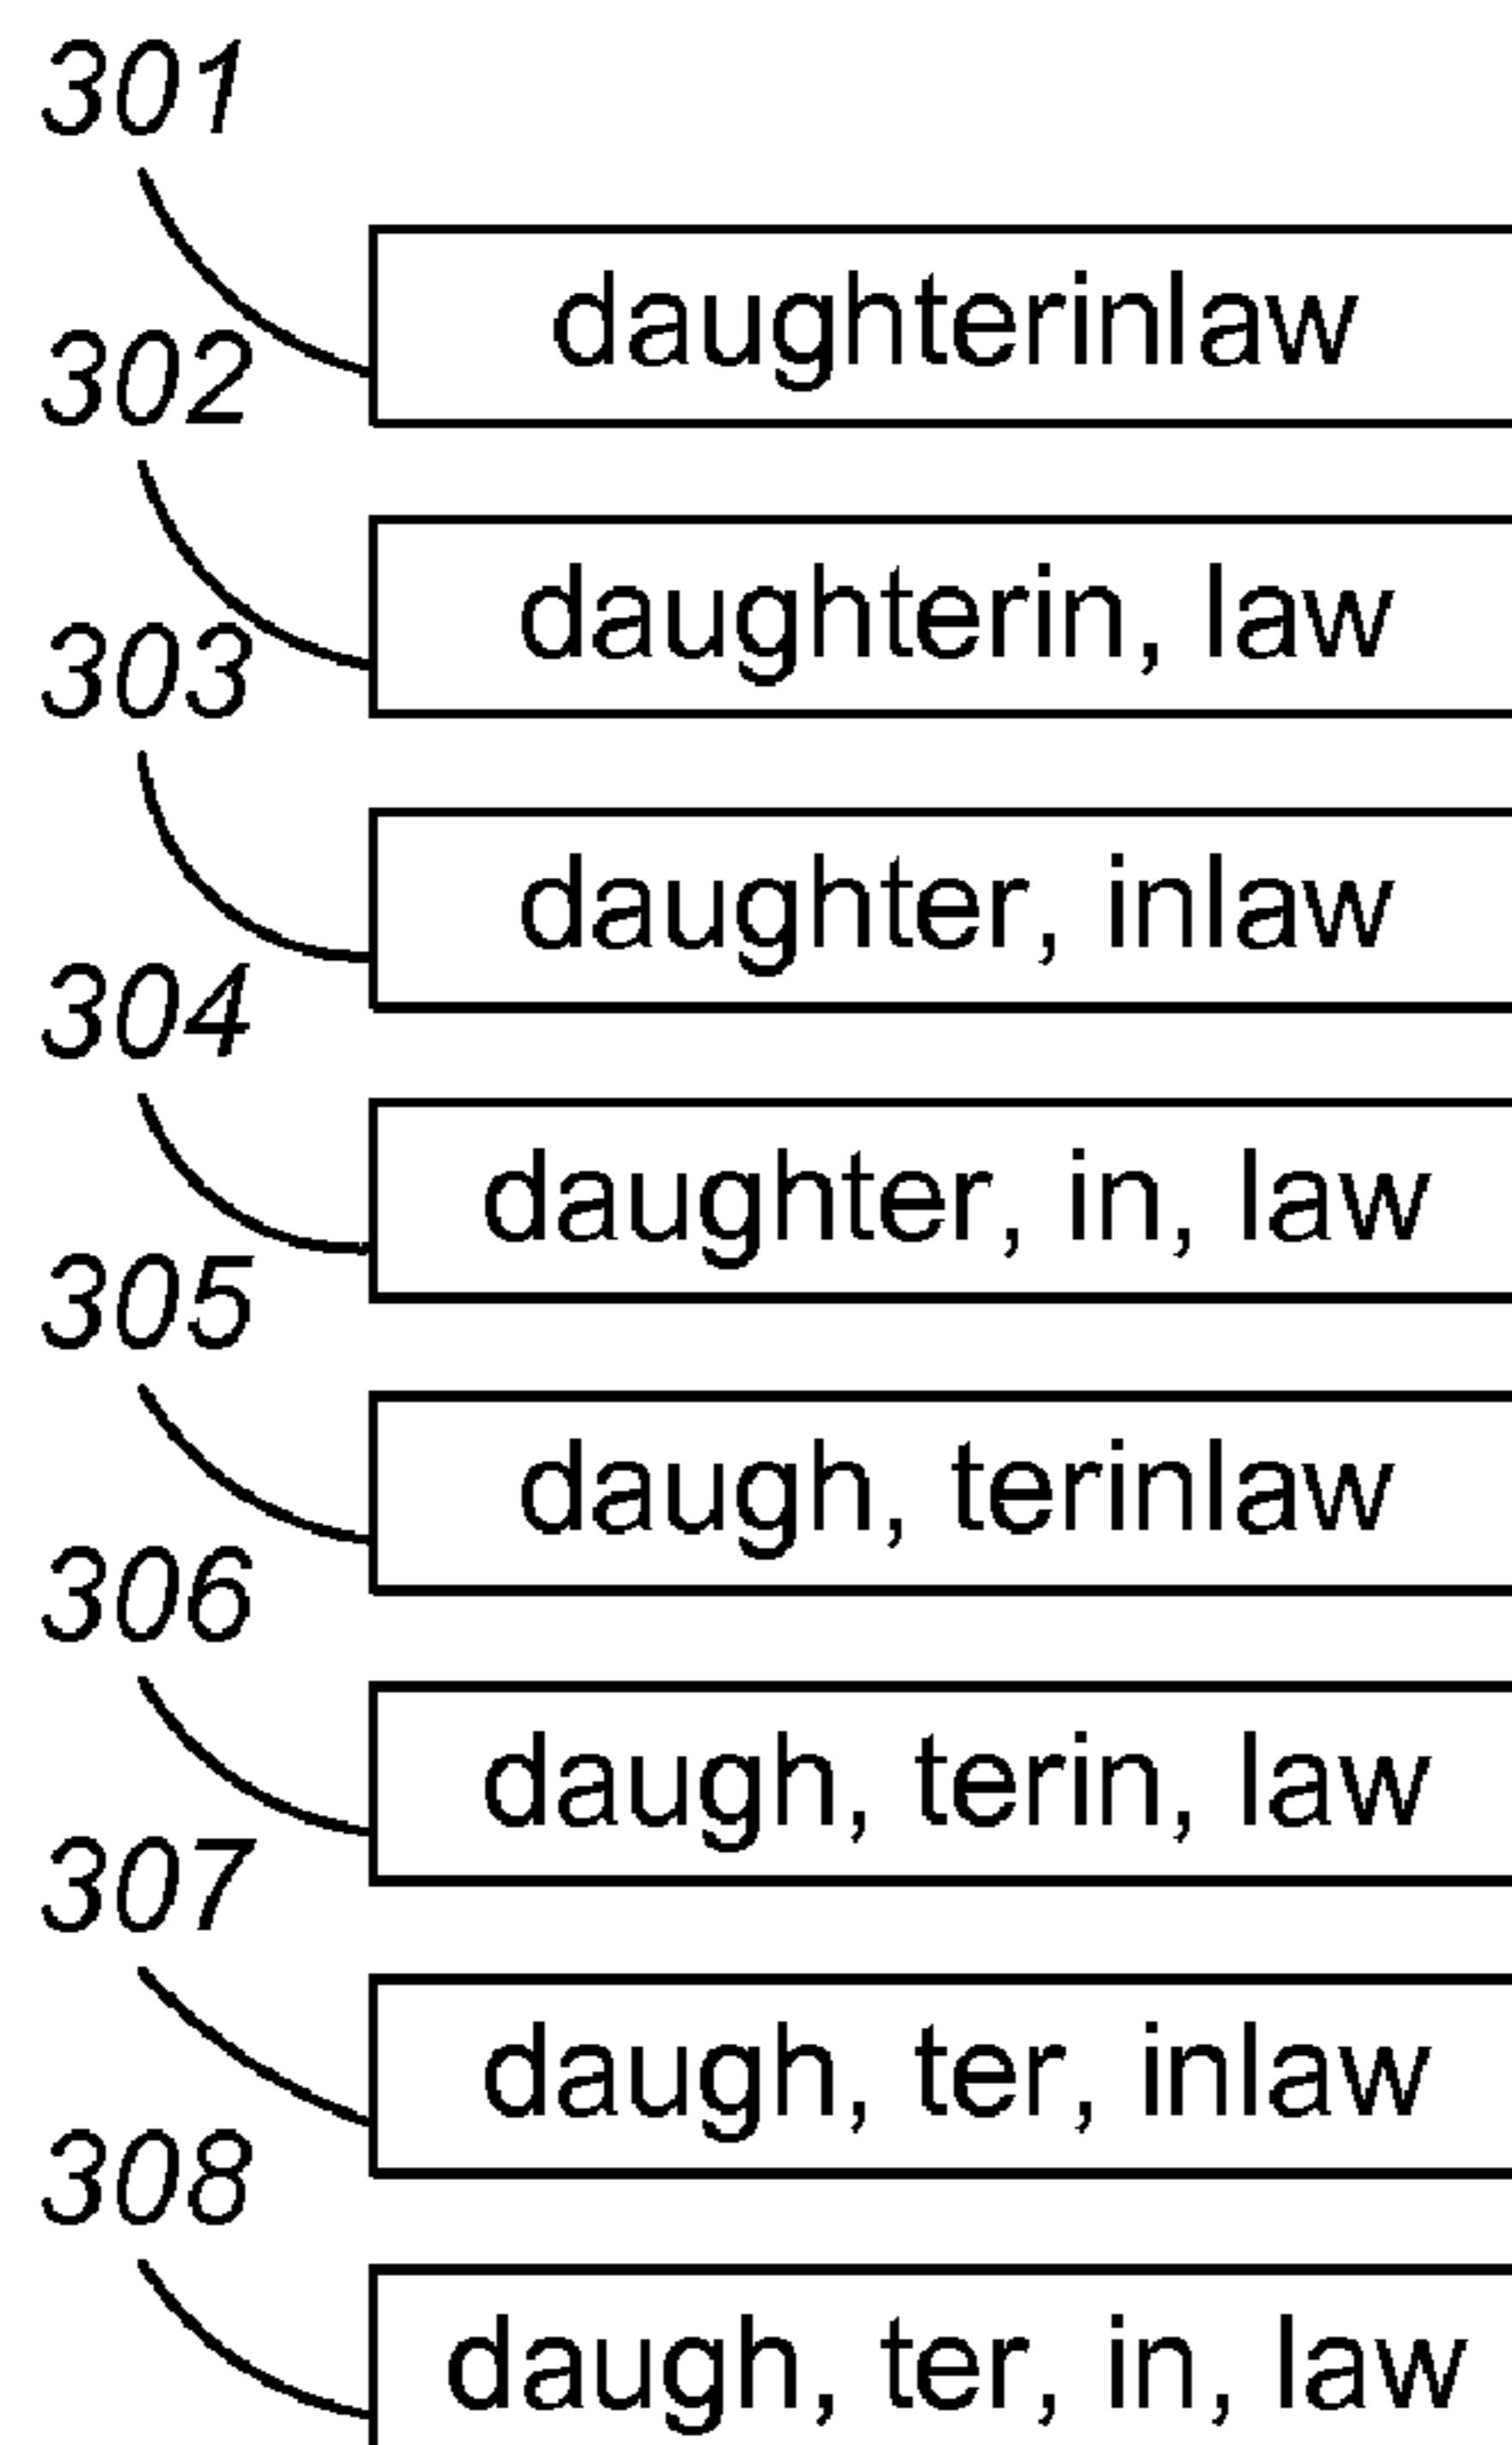 301
daughterinlaw
302
daughterin, law
303
daughter, inlaw
304
daughter, in, law
305
daugh, terinlaw
306
daugh, terin, law
307
daugh, ter, inlaw
308
daugh, ter, in, law